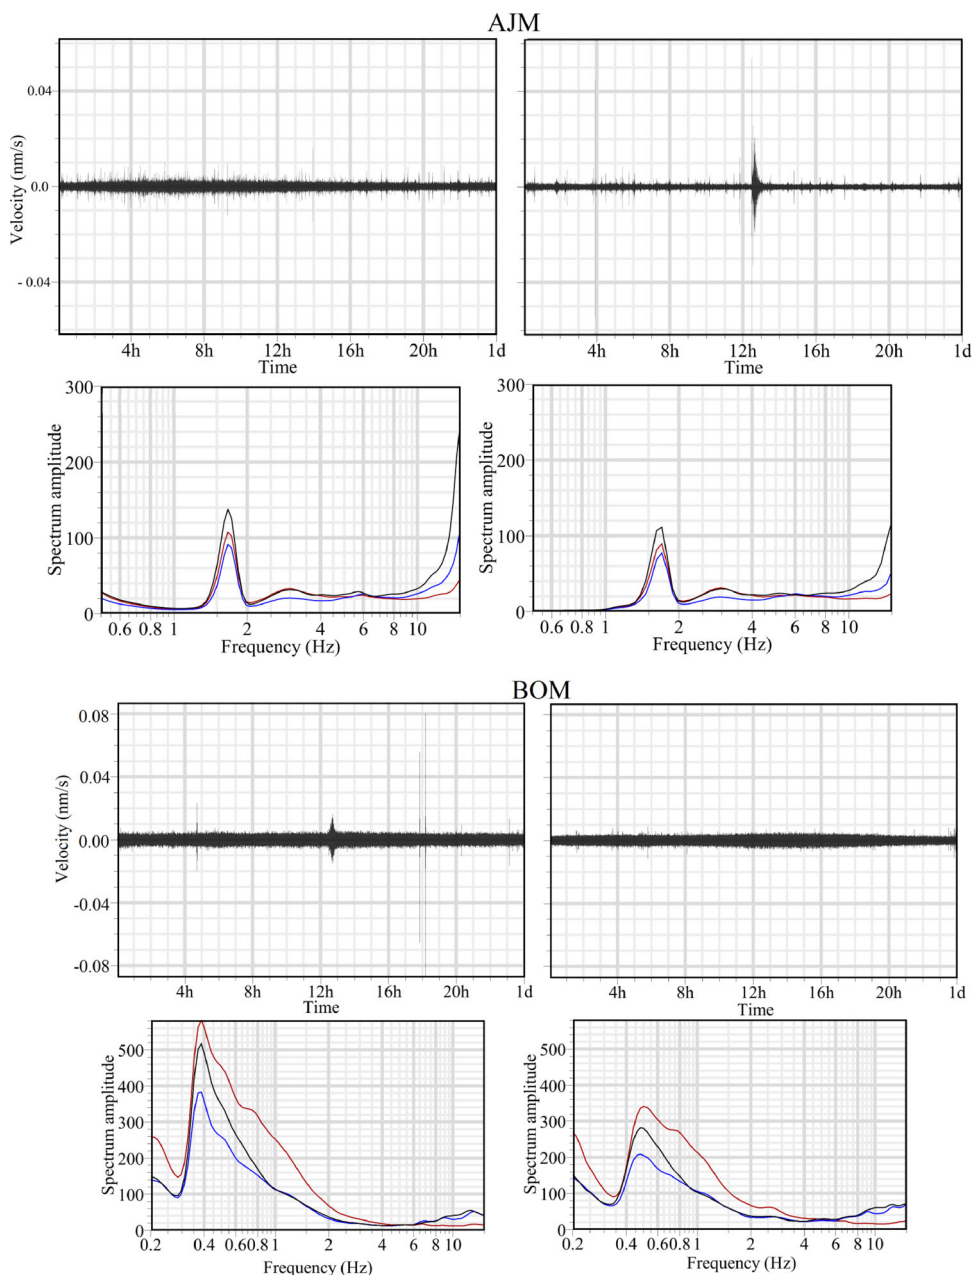 AJM
0.04
0.0
- 0.04
Velocity (nm/s)
4h 8h 12h 16h 20h 1d
Time
4h 8h 12h 16h 20h 1d
Time
300
200
100
0
Spectrum amplitude
0.6 0.8 1 2 4 6 8 10
Frequency (Hz)
300
200
100
0
Spectrum amplitude
0.6 0.8 1 2 4 6 8 10
Frequency (Hz)
BOM
0.08
0.04
0.00
-0.04
-0.08
Velocity (nm/s)
4h 8h 12h 16h 20h 1d
Time
4h 8h 12h 16h 20h 1d
Time
500
400
300
200
100
0
Spectrum amplitude
0.2 0.4 0.60.8 1 2 4 6 8 10
Frequency (Hz)
500
400
300
200
100
0
Spectrum amplitude
0.2 0.4 0.60.8 1 2 4 6 8 10
Frequency (Hz)